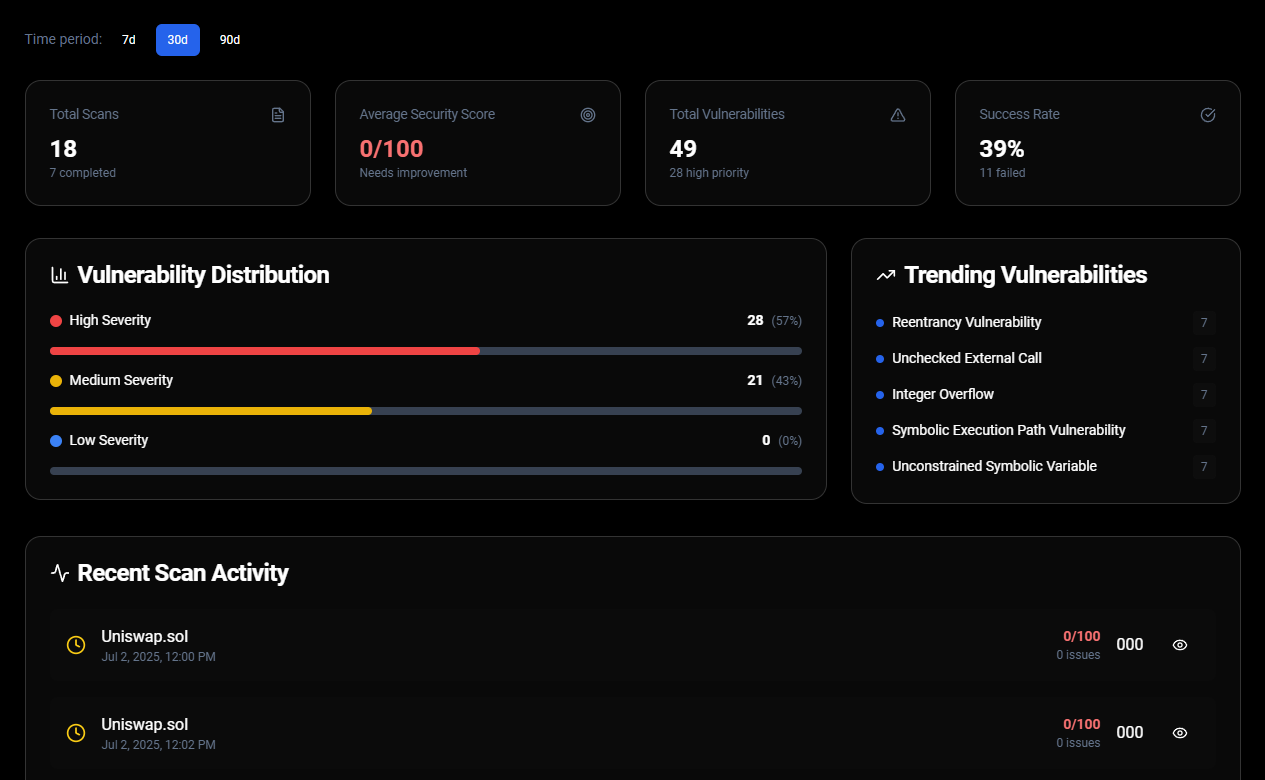 Time period: 7d 30d 90d
Total Scans
18
7 completed
Average Security Score
0/100
Needs improvement
Total Vulnerabilities
49
28 high priority
Success Rate
39%
11 failed
Vulnerability Distribution
High Severity 28 (57%)
Medium Severity 21 (43%)
Low Severity 0 (0%)
Trending Vulnerabilities
Reentrancy Vulnerability 7
Unchecked External Call 7
Integer Overflow 7
Symbolic Execution Path Vulnerability 7
Unconstrained Symbolic Variable 7
Recent Scan Activity
Uniswap.sol
Jul 2, 2025, 12:00 PM
0/100
0 issues
000
Uniswap.sol
Jul 2, 2025, 12:02 PM
0/100
0 issues
000